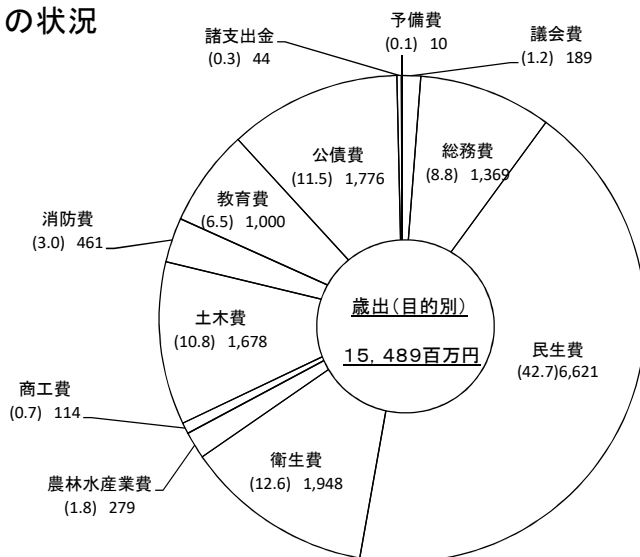 の状況
予備費
(0.1) 10
議会費
(1.2) 189
総務費
(8.8) 1,369
民生費
(42.7)6,621
衛生費
(12.6) 1,948
農林水産業費
(1.8) 279
商工費
(0.7) 114
土木費
(10.8) 1,678
消防費
(3.0) 461
教育費
(6.5) 1,000
公債費
(11.5) 1,776
諸支出金
(0.3) 44
歳出(目的別)
15,489百万円